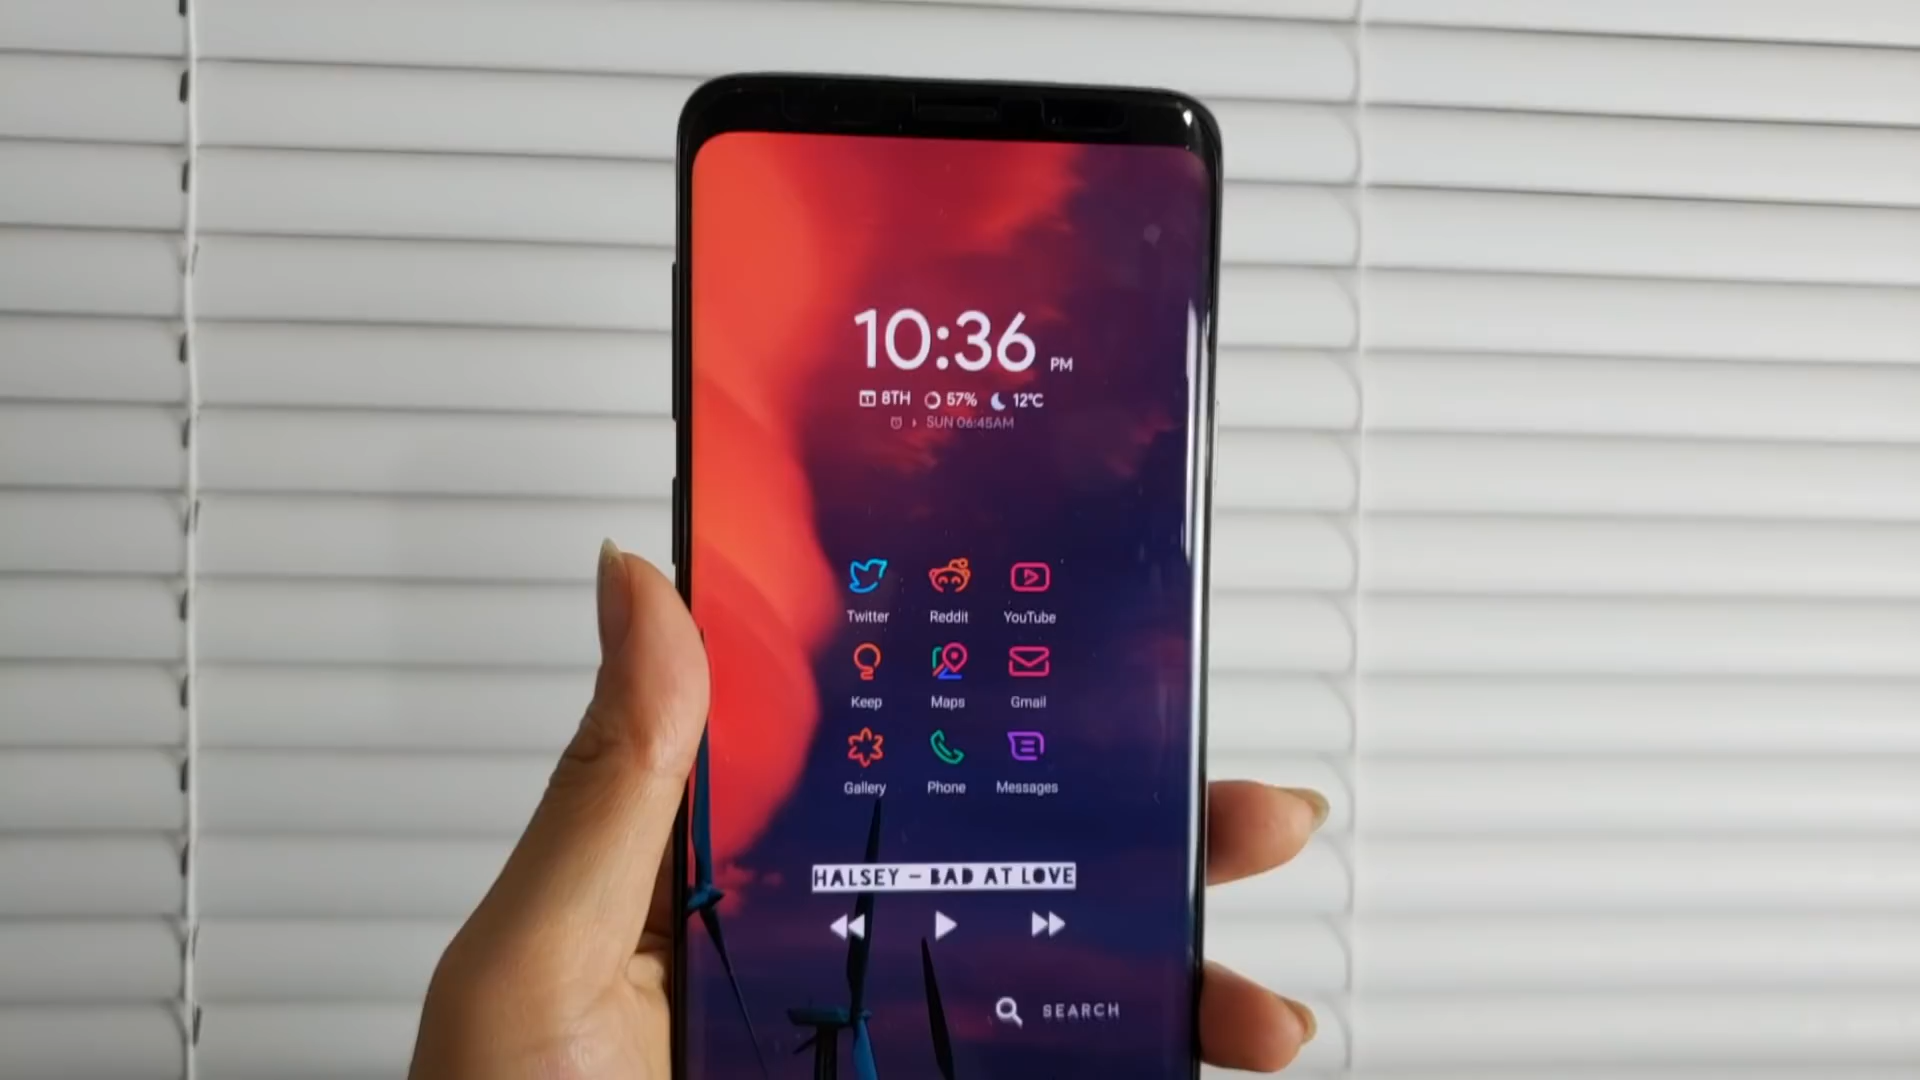 10:36 PM
8TH 57% 12°C
SUN 06:45AM
Twitter Reddit YouTube
Keep Maps Gmail
Gallery Phone Messages
HALSEY – BAD AT LOVE
SEARCH